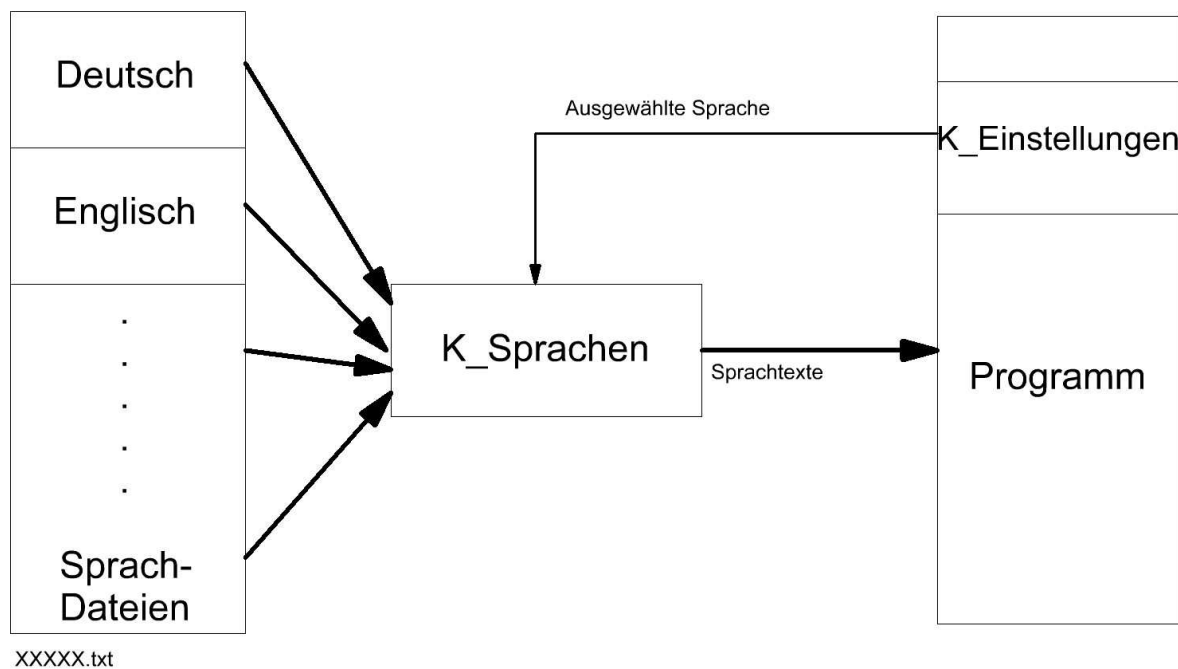 Deutsch
Englisch
.
.
.
.
.
Sprach-
Dateien
XXXXX.txt
Ausgewählte Sprache
K_Sprachen
Sprachtexte
K_Einstellungen
Programm